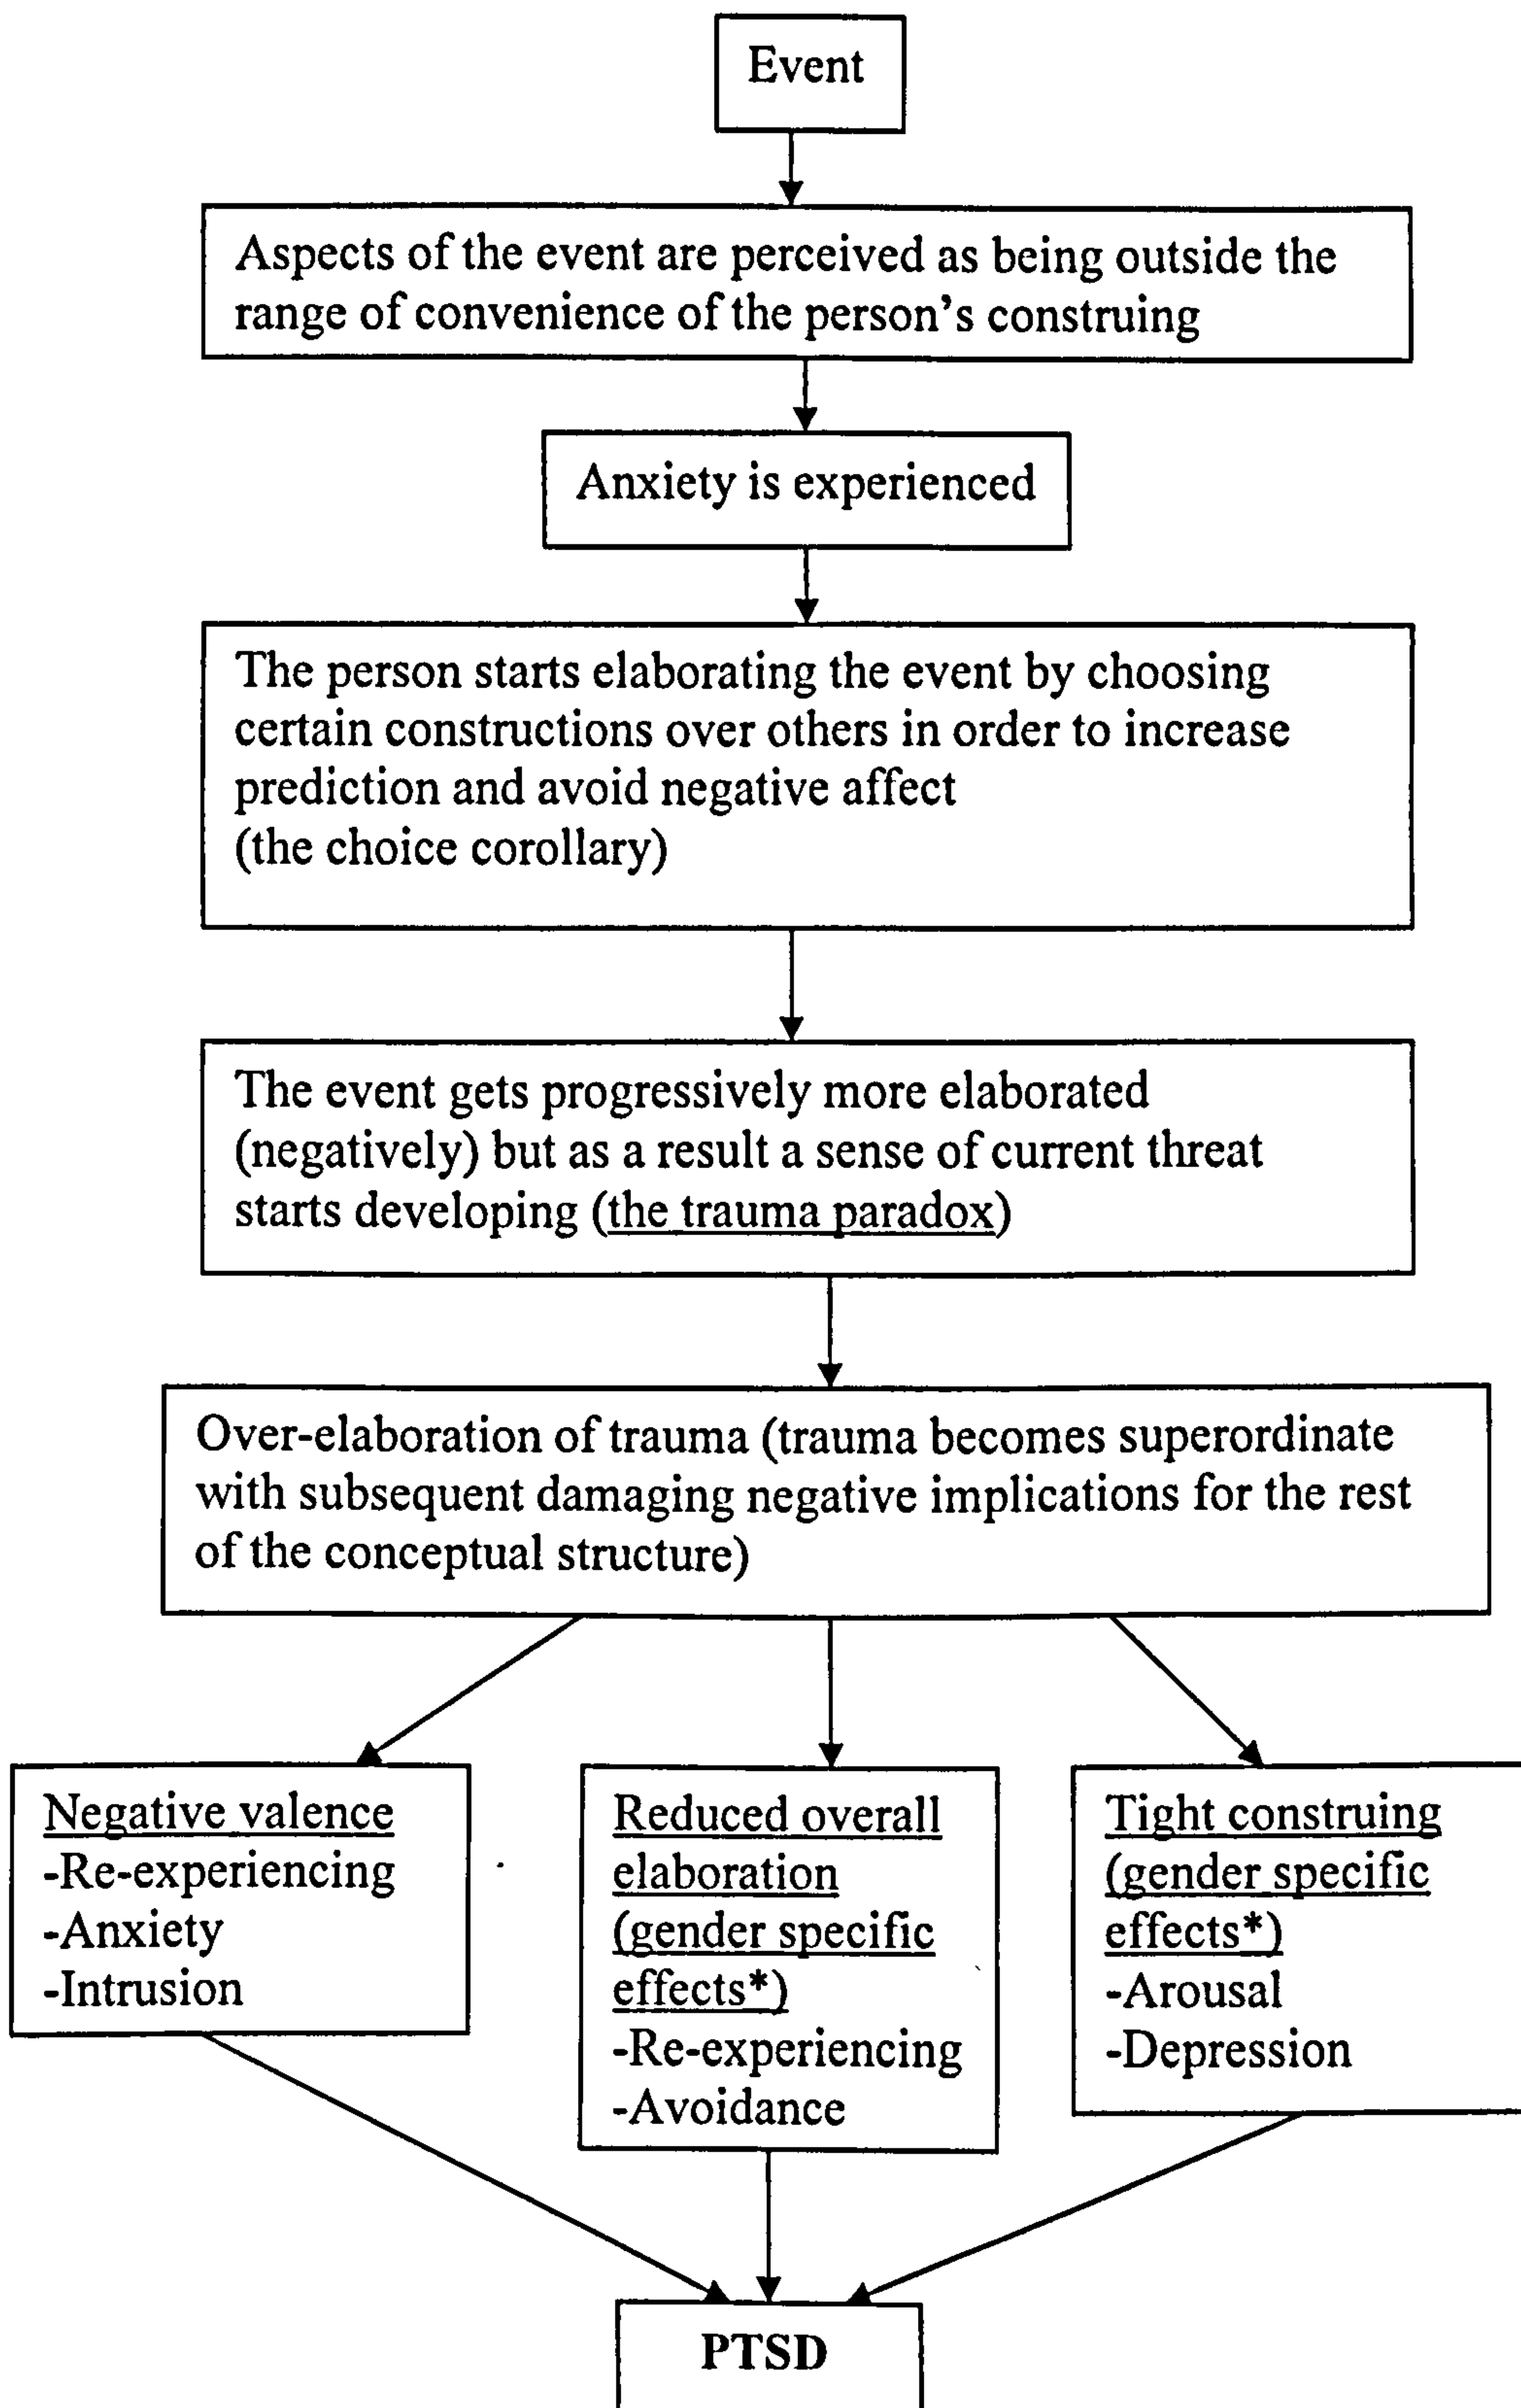 Event
Aspects of the event are perceived as being outside the
range of convenience of the person's construing
Anxiety is experienced
The person starts elaborating the event by choosing
certain constructions over others in order to increase
prediction and avoid negative affect
(the choice corollary)
The event gets progressively more elaborated
(negatively) but as a result a sense of current threat
starts developing (the trauma paradox)
Over-elaboration of trauma (trauma becomes superordinate
with subsequent damaging negative implications for the rest
of the conceptual structure)
Negative valence
-Re-experiencing
-Anxiety
-Intrusion
Reduced overall
elaboration
(gender specific
effects*)
-Re-experiencing
-Avoidance
Tight construing
(gender specific
effects*)
-Arousal
-Depression
PTSD